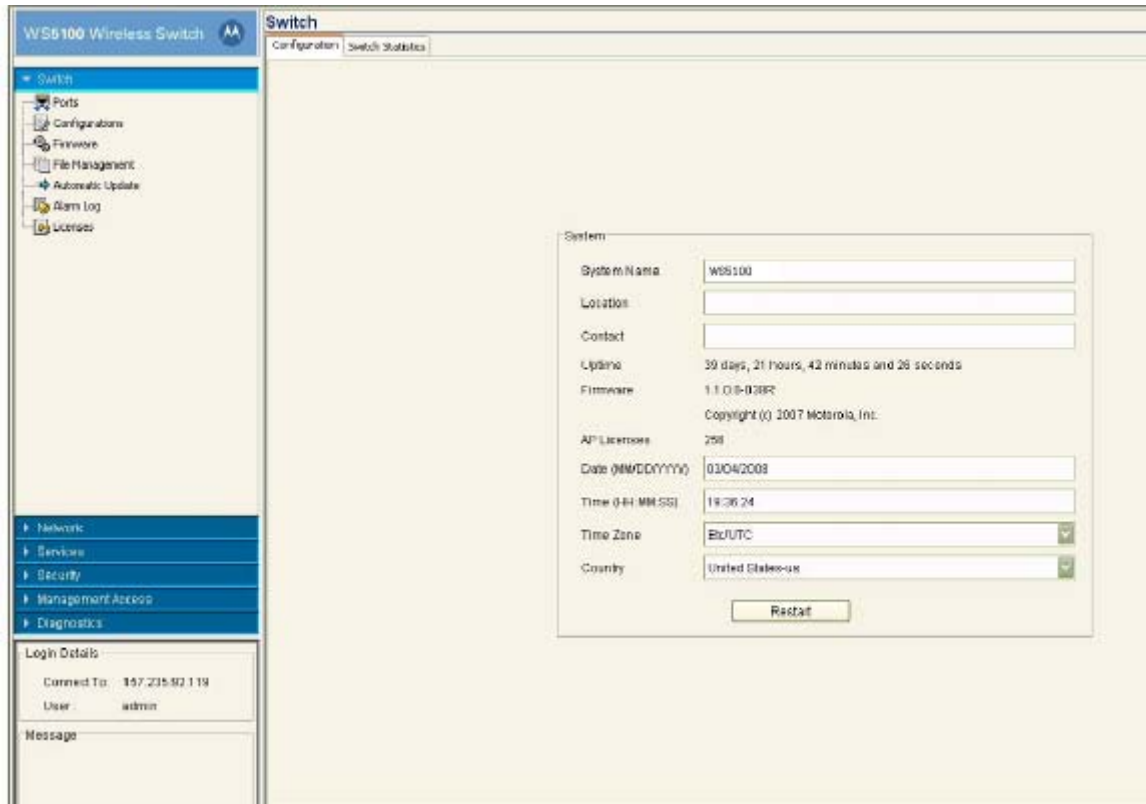 WS5100 Wireless Switch
Switch
Ports
Configurations
Firmware
File Management
Automatic Update
Alarm Log
Licenses
Network
Services
Security
Management Access
Diagnostics
Login Details
Connect To:
User: admin
Message
Switch
Configuration Switch Statistics
System
System Name WS5100
Location
Contact
Uptime 39 days, 21 hours, 42 minutes and 26 seconds
Firmware
Copyright (c) 2007 Motorola, Inc.
AP Licenses
Date (MM/DD/YYYY) 03/04/2008
Time (HH:MM:SS) 19:36:24
Time Zone Etc/UTC
Country United States-us
Restart